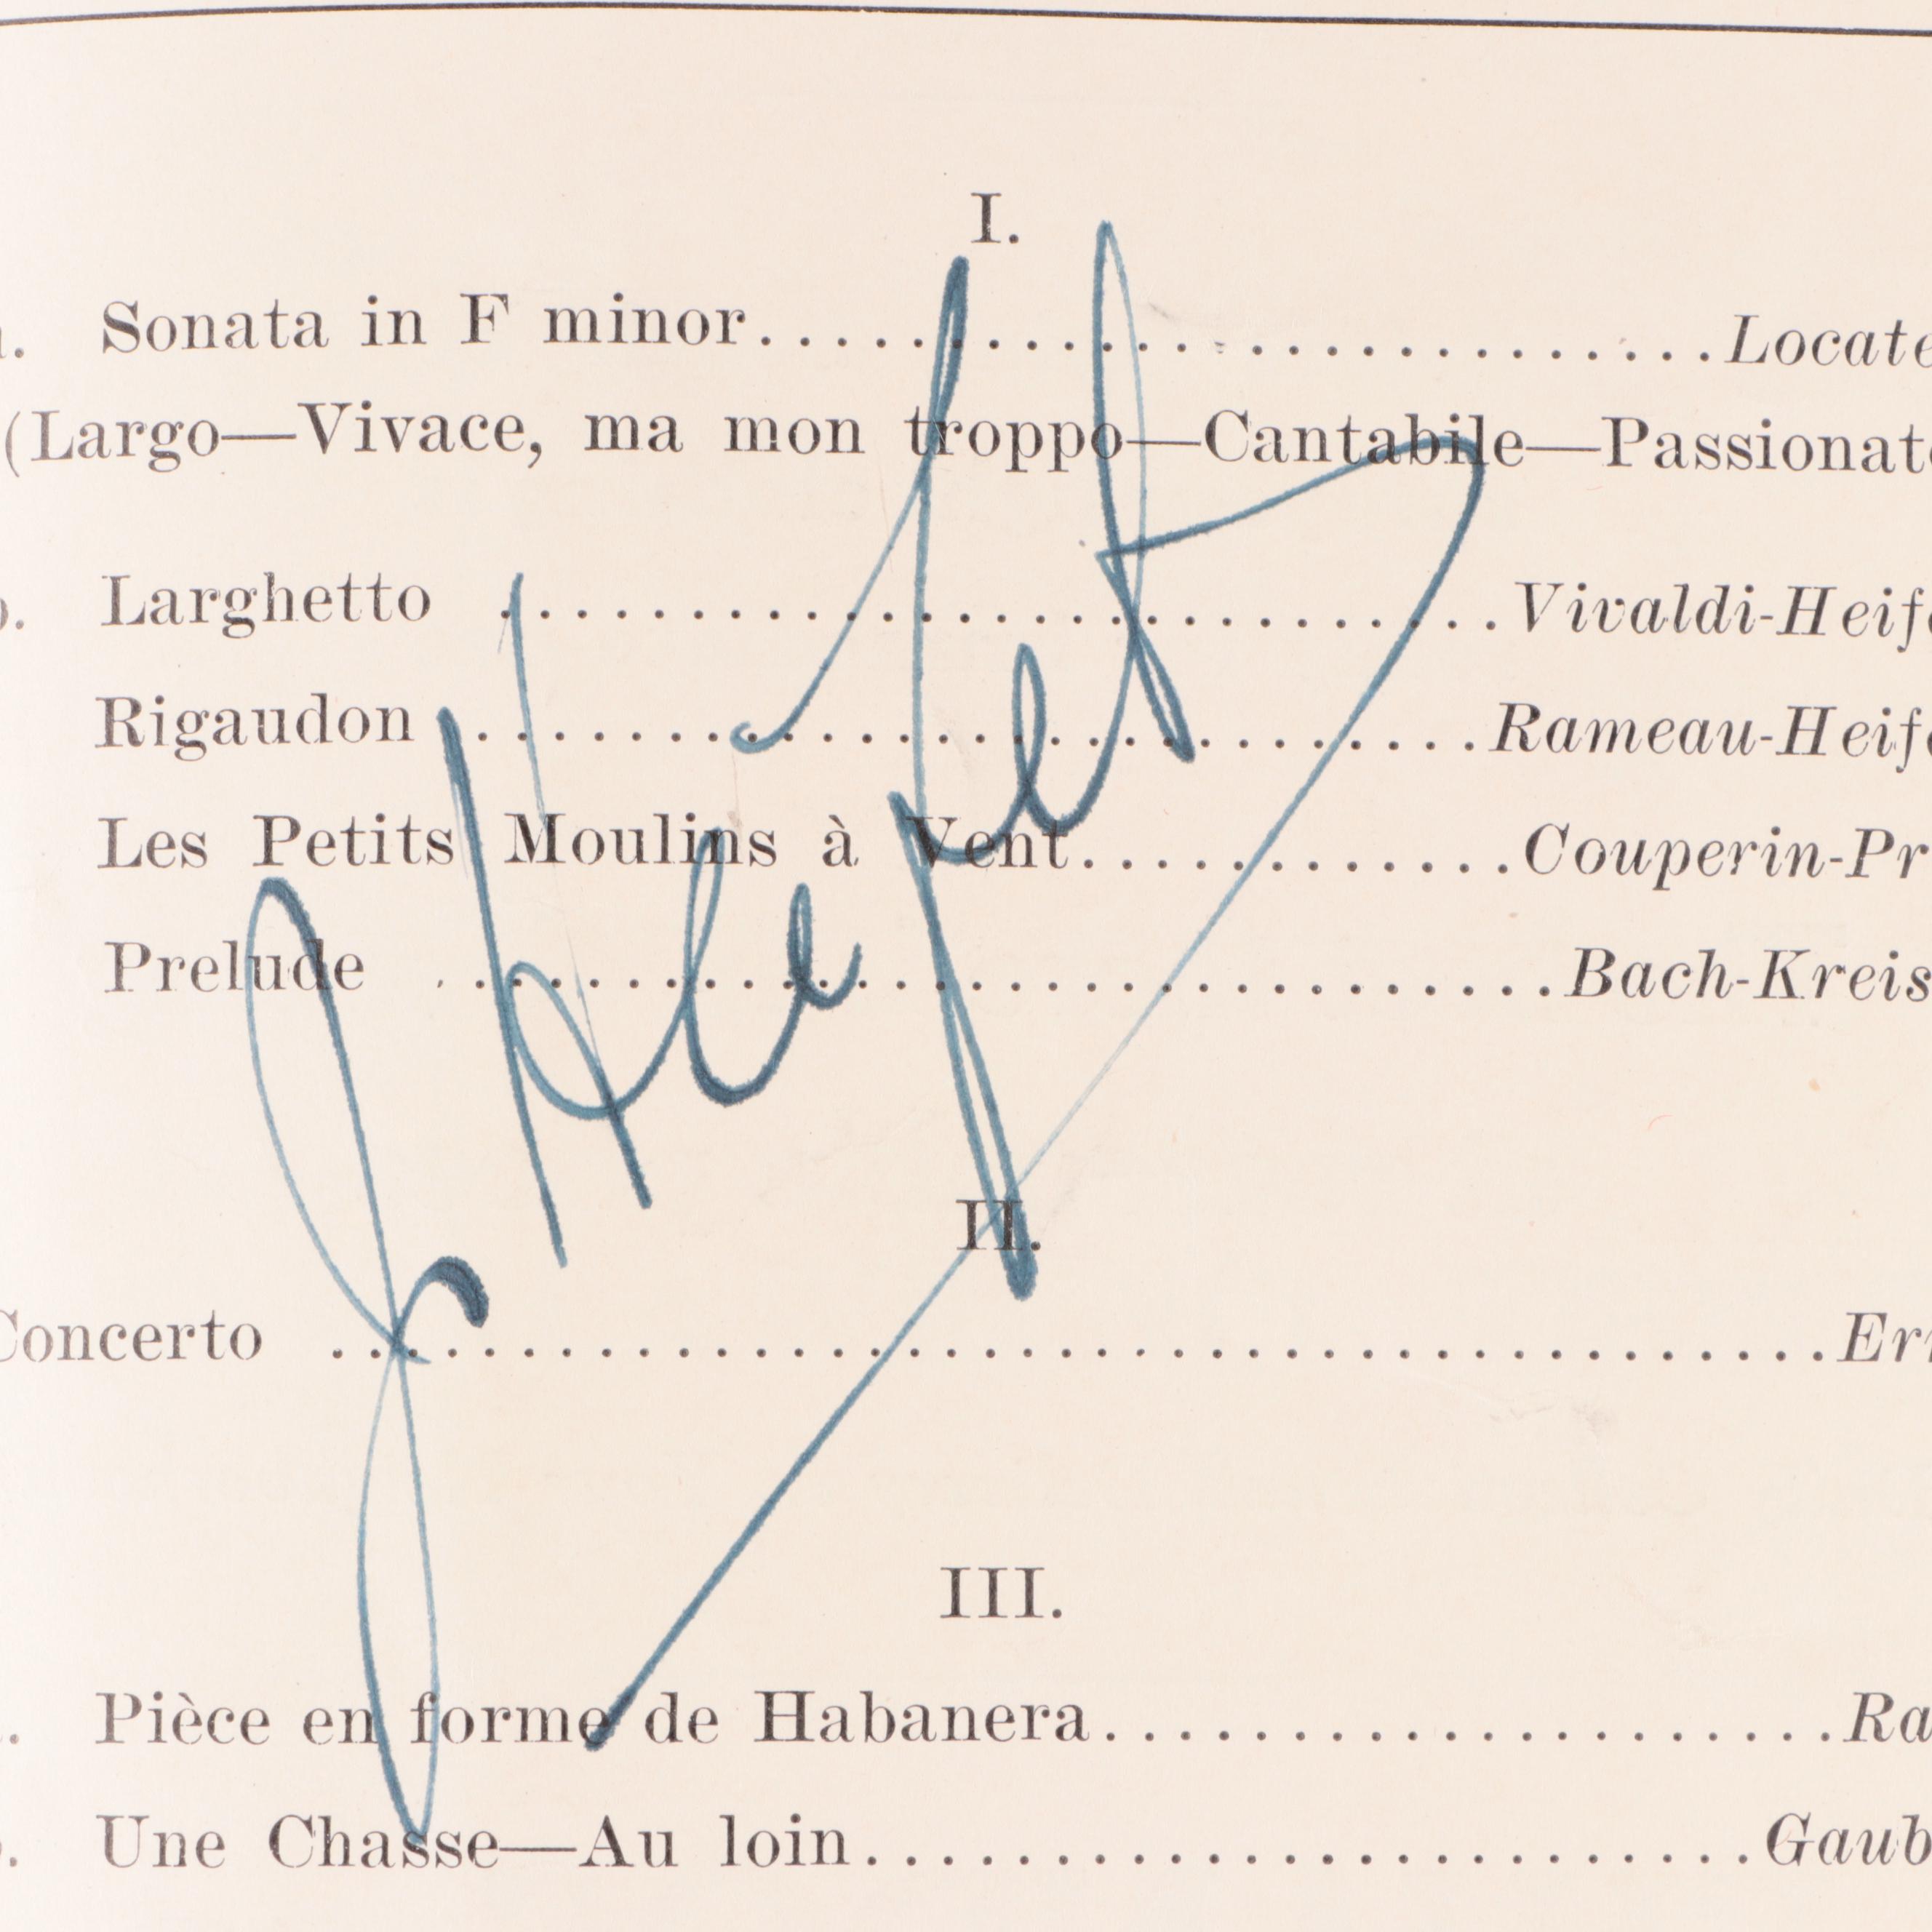 I.
a. Sonata in F minor..............................Locate
(Largo—Vivace, ma mon troppo—Cantabile—Passionat
b. Larghetto ..........................Vivaldi-Heif
Rigaudon ..........................Rameau-Heif
Les Petits Moulins à Vent............Couperin-Pr
Prelude ............................Bach-Kreis
J Heifetz
II.
Concerto ........................................Er
III.
Pièce en forme de Habanera....................Ra
Une Chasse—Au loin..........................Gaub